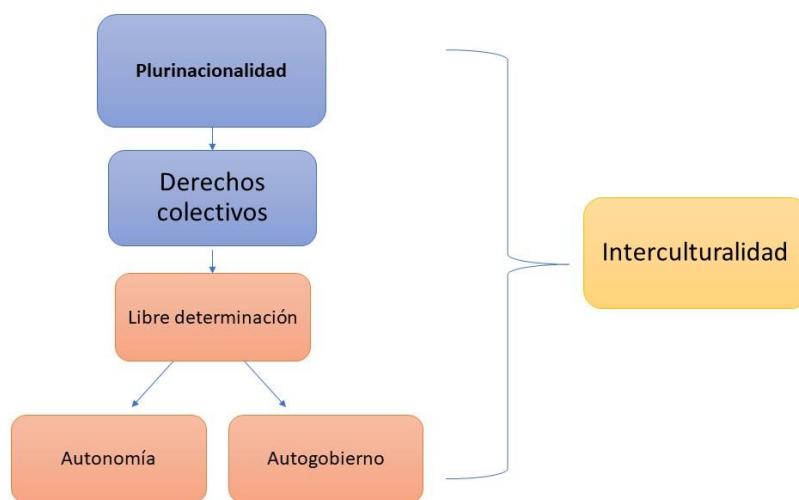 Plurinacionalidad
Derechos
colectivos
Libre determinación
Autonomía
Autogobierno
Interculturalidad